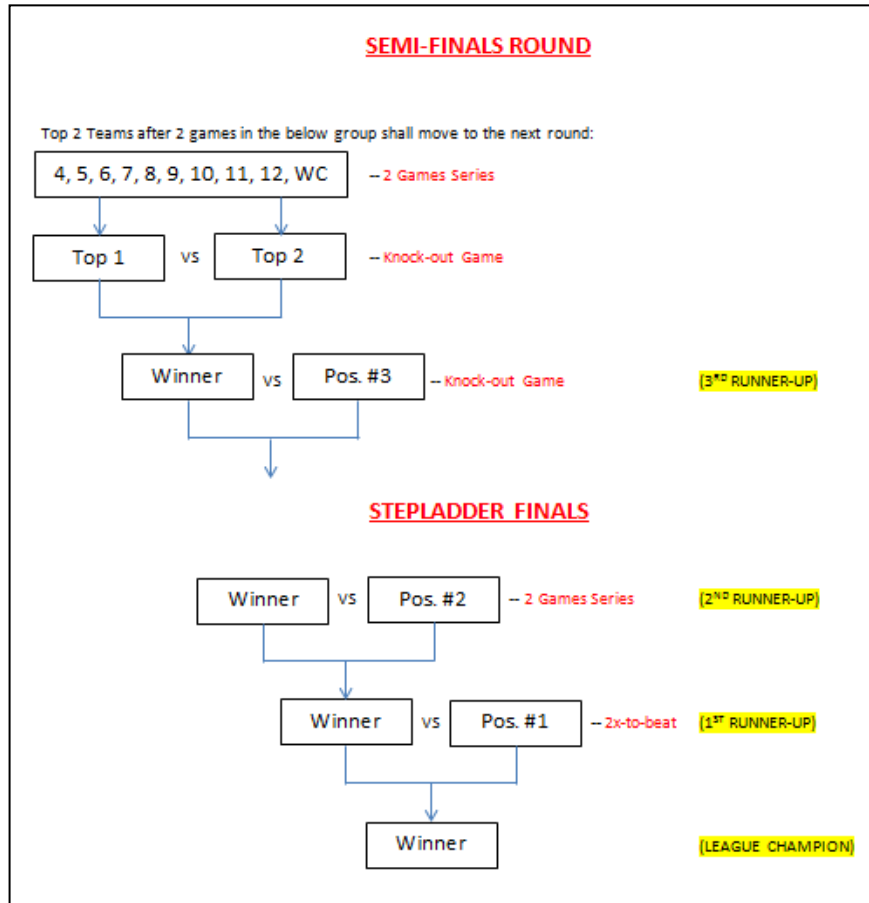 SEMI-FINALS ROUND
Top 2 Teams after 2 games in the below group shall move to the next round:
4, 5, 6, 7, 8, 9, 10, 11, 12, WC -- 2 Games Series
Top 1 vs Top 2 -- Knock-out Game
Winner vs Pos. #3 -- Knock-out Game (3RD RUNNER-UP)
STEPLADDER FINALS
Winner vs Pos. #2 -- 2 Games Series (2ND RUNNER-UP)
Winner vs Pos. #1 -- 2x-to-beat (1ST RUNNER-UP)
Winner (LEAGUE CHAMPION)